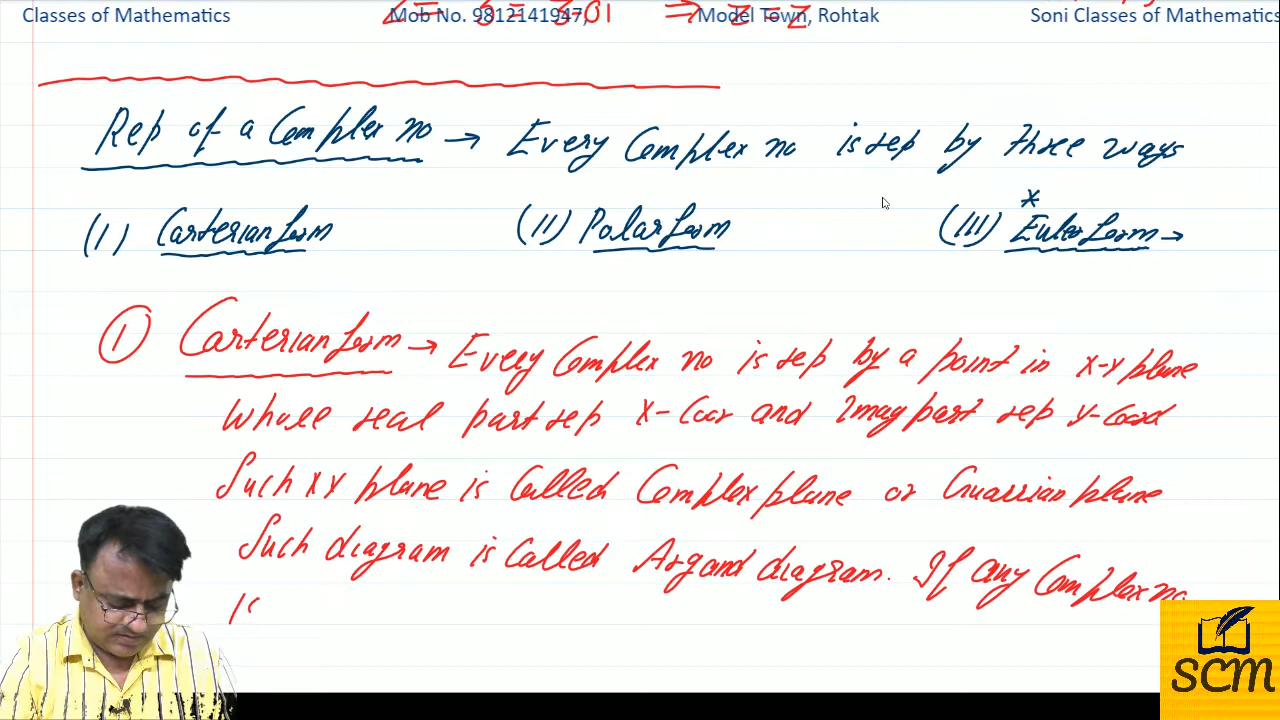 Classes of Mathematics Mob No. 9812141947, Model Town, Rohtak Soni Classes of Mathematics
Rep of a Complex no → Every Complex no is rep by three ways
(I) Carterian form (II) Polar form (III) Euler form →
① Carterian form → Every Complex no is rep by a point in X-Y plane
Whose real part rep X-Coor and Imag part rep Y-Coord
Such XY plane is Called Complex plane or Guassian plane
Such diagram is Called Argand diagram. If any Complex no
SCM